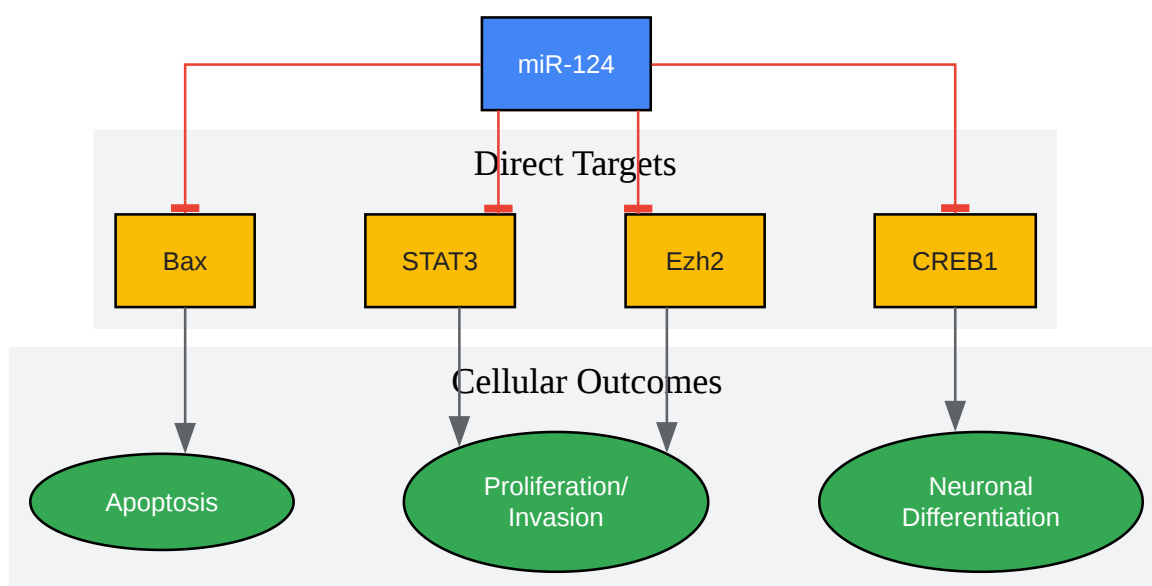 miR-124
Direct Targets
Bax
STAT3
Ezh2
CREB1
Cellular Outcomes
Apoptosis
Proliferation/
Invasion
Neuronal
Differentiation